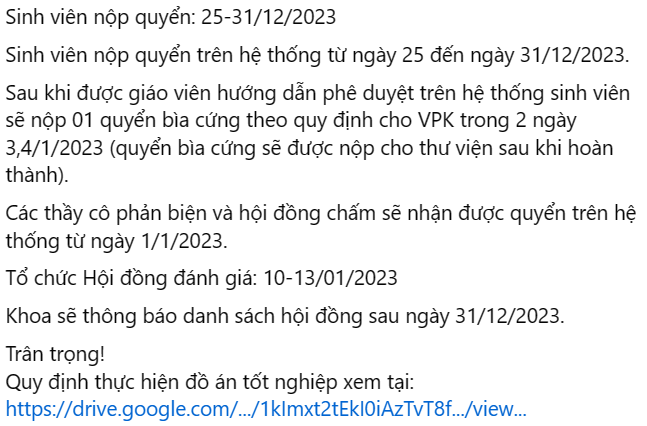 Sinh viên nộp quyển: 25-31/12/2023
Sinh viên nộp quyển trên hệ thống từ ngày 25 đến ngày 31/12/2023.
Sau khi được giáo viên hướng dẫn phê duyệt trên hệ thống sinh viên
sẽ nộp 01 quyển bìa cứng theo quy định cho VPK trong 2 ngày
3,4/1/2023 (quyển bìa cứng sẽ được nộp cho thư viện sau khi hoàn
thành).
Các thầy cô phản biện và hội đồng chấm sẽ nhận được quyển trên hệ
thống từ ngày 1/1/2023.
Tổ chức Hội đồng đánh giá: 10-13/01/2023
Khoa sẽ thông báo danh sách hội đồng sau ngày 31/12/2023.
Trân trọng!
Quy định thực hiện đồ án tốt nghiệp xem tại:
https://drive.google.com/.../1kImxt2tEkI0iAzTvT8f.../view...